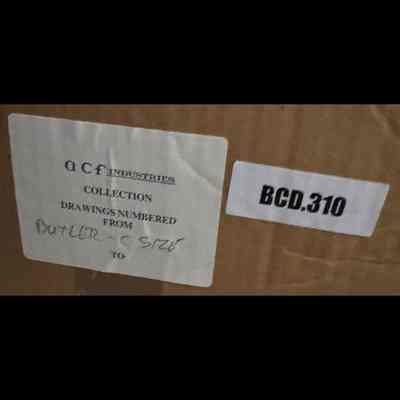 acf INDUSTRIES
COLLECTION
DRAWINGS NUMBERED
FROM
BUTLER - C SIZE
TO
BCD.310